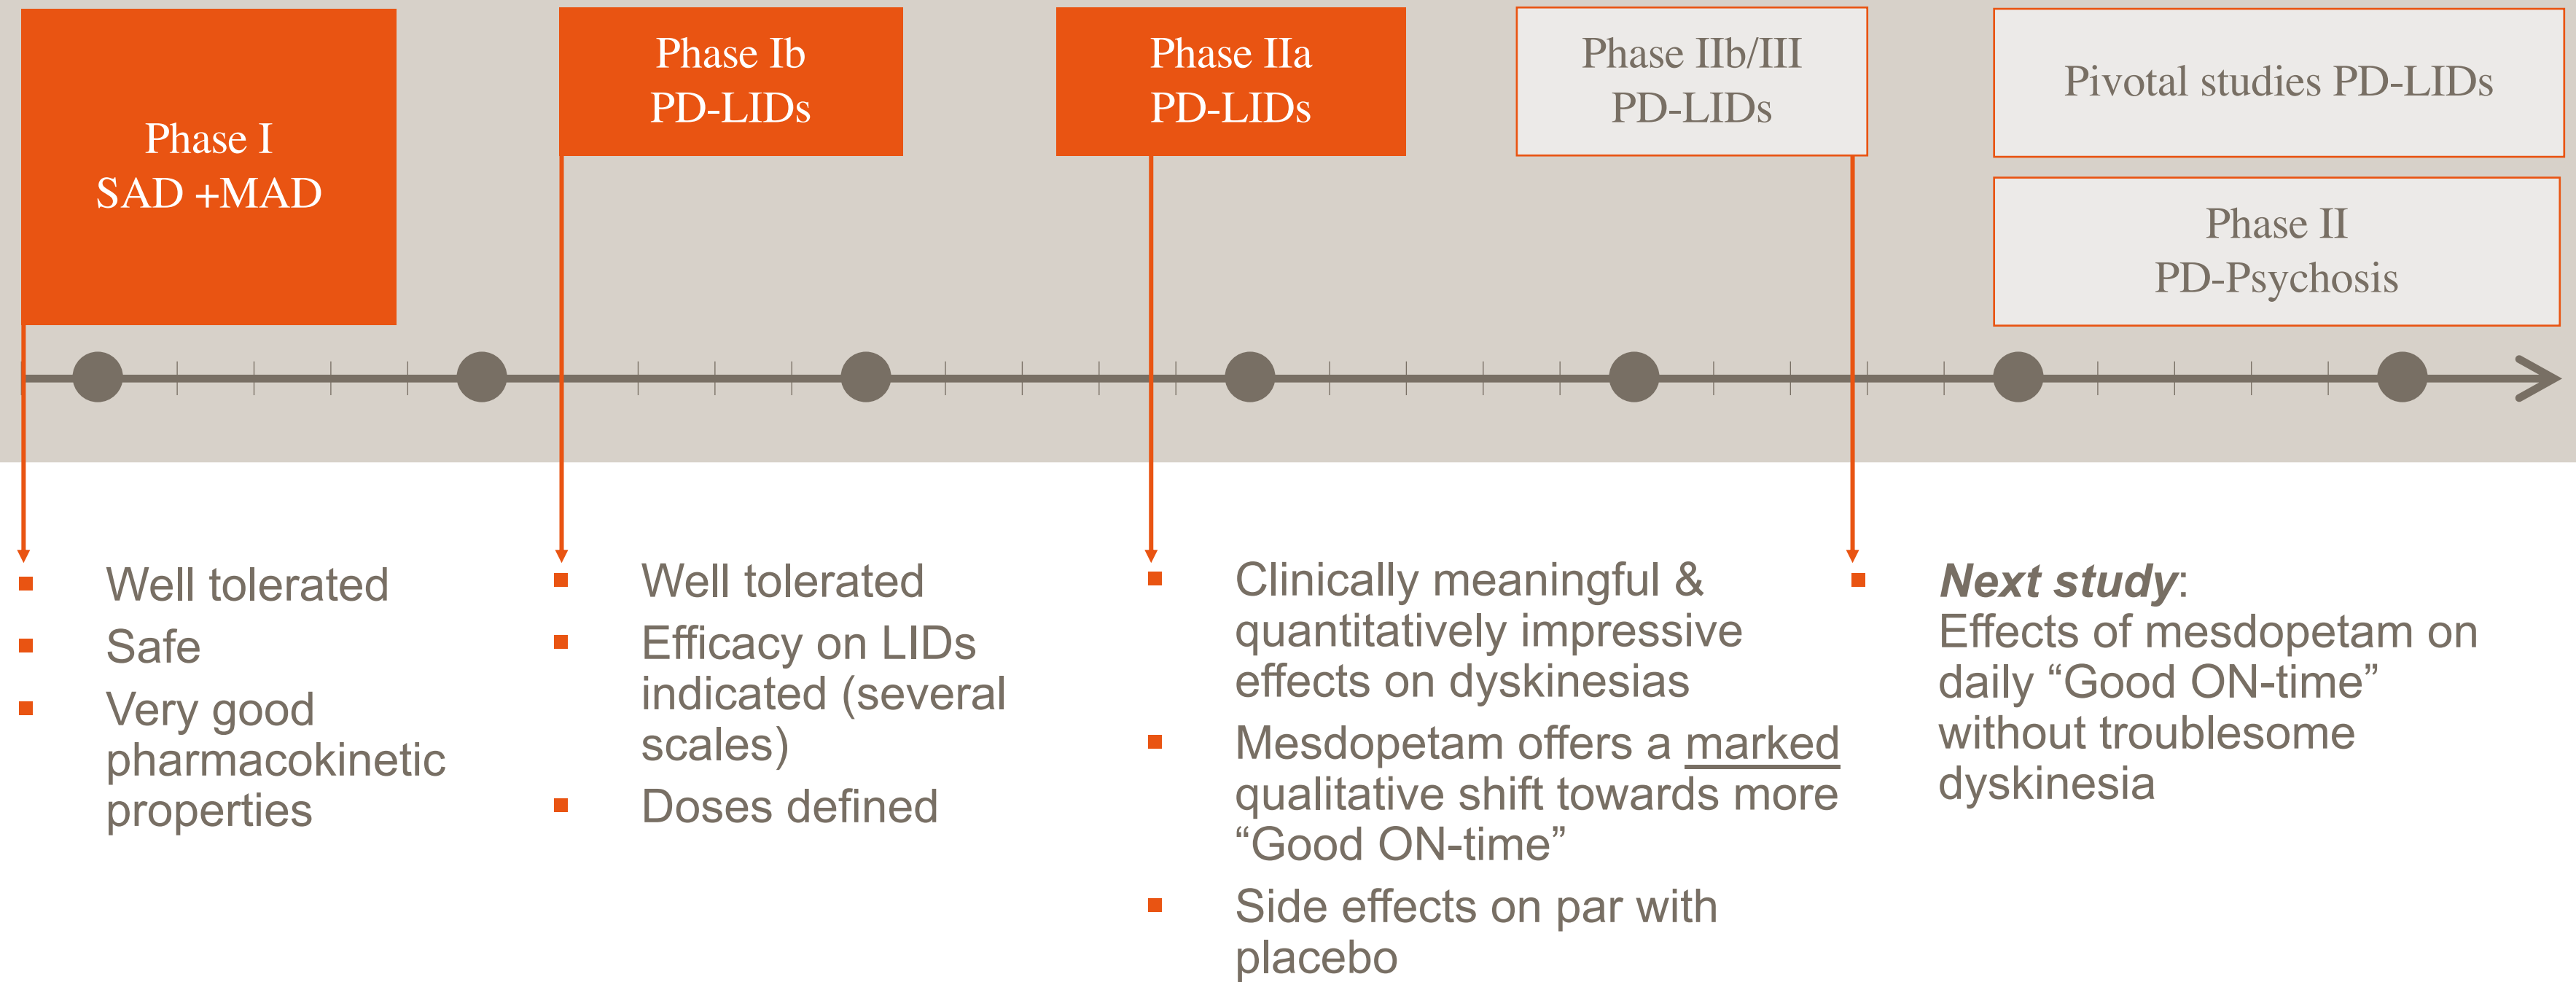 Phase I
SAD +MAD
Phase Ib
PD-LIDs
Phase IIa
PD-LIDs
Phase IIb/III
PD-LIDs
Pivotal studies PD-LIDs
Phase II
PD-Psychosis
Well tolerated
Safe
Very good
pharmacokinetic
properties
Well tolerated
Efficacy on LIDs
indicated (several
scales)
Doses defined
Clinically meaningful &
quantitatively impressive
effects on dyskinesias
Mesdopetam offers a marked
qualitative shift towards more
“Good ON-time”
Side effects on par with
placebo
Next study:
Effects of mesdopetam on
daily “Good ON-time”
without troublesome
dyskinesia